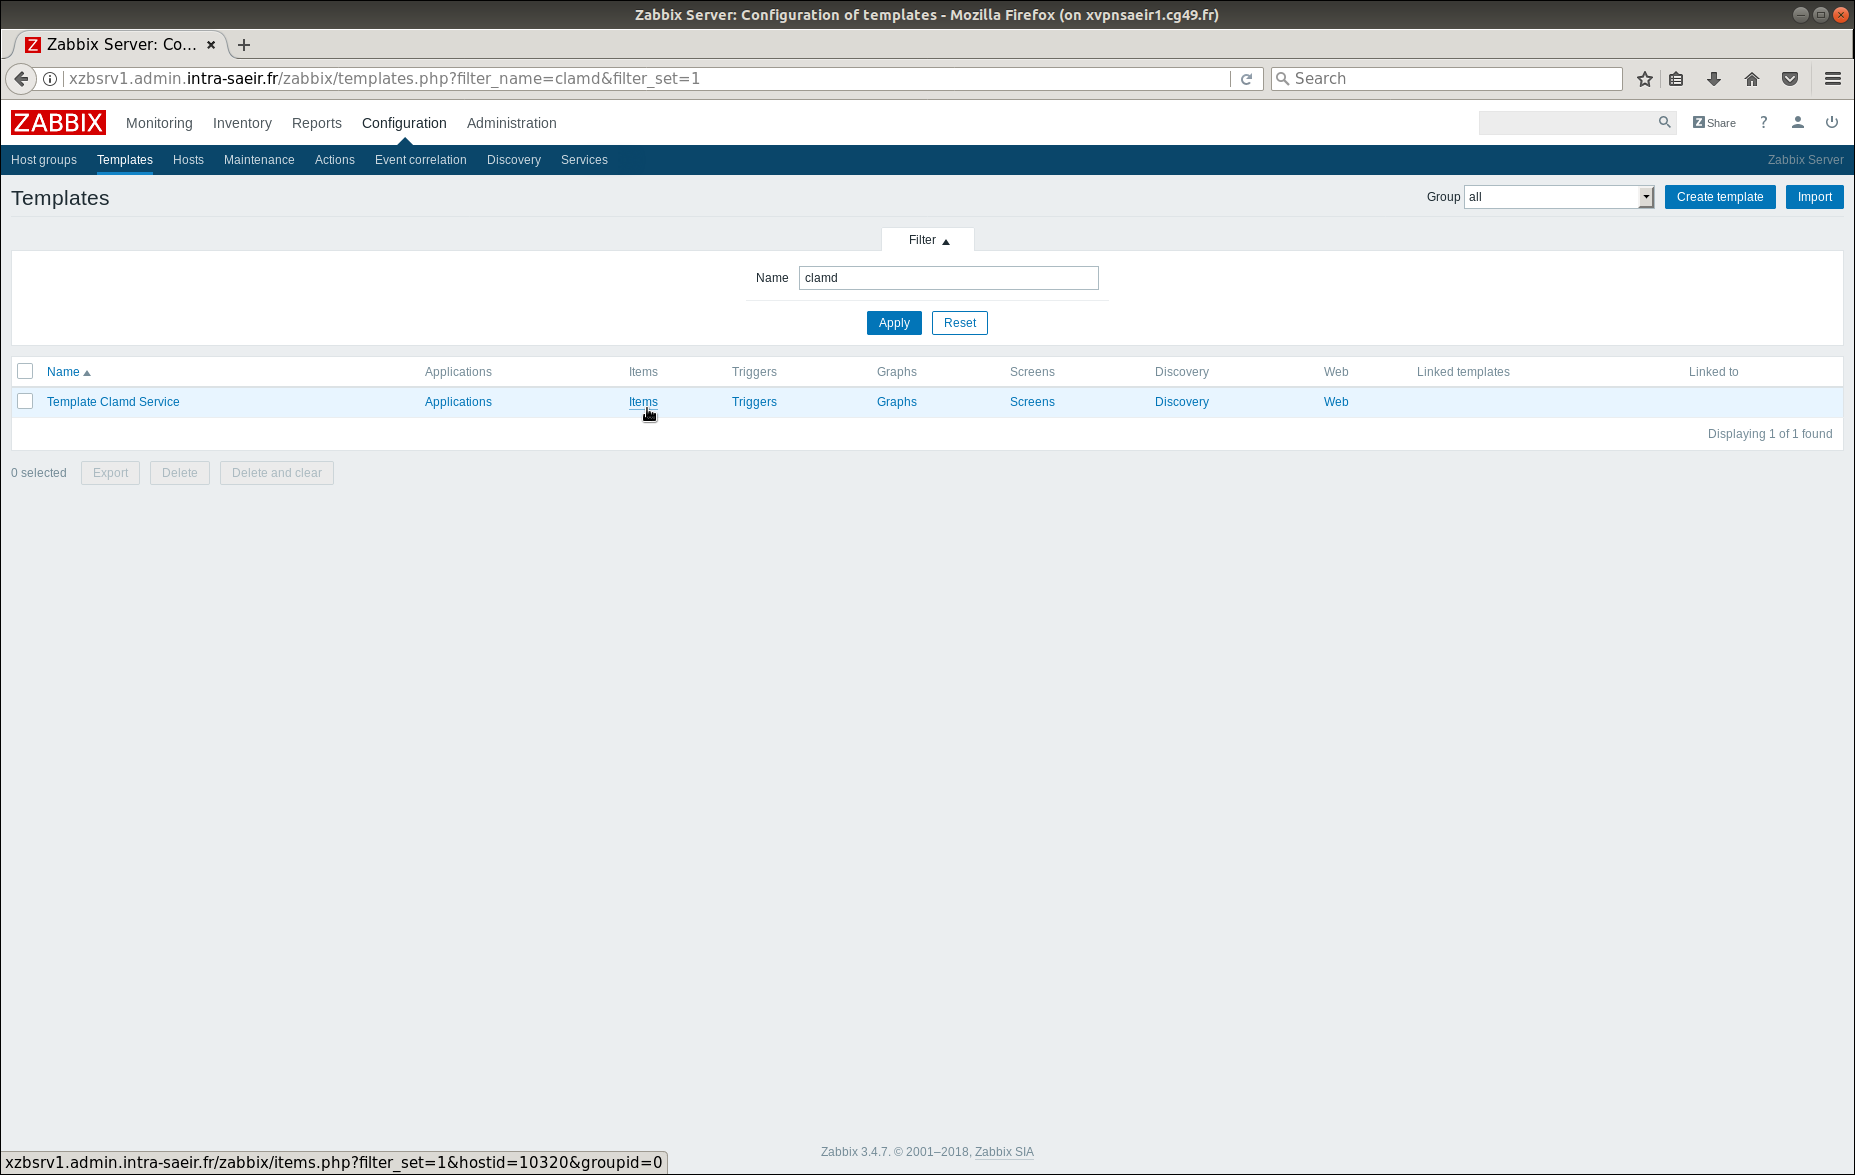 Zabbix Server: Configuration of templates - Mozilla Firefox (on xvpnsaeir1.cg49.fr)
Zabbix Server: Co...
xzbsrv1.admin.intra-saeir.fr/zabbix/templates.php?filter_name=clamd&filter_set=1
Search
ZABBIX Monitoring Inventory Reports Configuration Administration
Z Share ?
Host groups Templates Hosts Maintenance Actions Event correlation Discovery Services Zabbix Server
Templates Group all Create template Import
Filter
Name clamd
Apply Reset
Name Applications Items Triggers Graphs Screens Discovery Web Linked templates Linked to
Template Clamd Service Applications Items Triggers Graphs Screens Discovery Web
Displaying 1 of 1 found
0 selected Export Delete Delete and clear
Zabbix 3.4.7. © 2001–2018, Zabbix SIA
xzbsrv1.admin.intra-saeir.fr/zabbix/items.php?filter_set=1&hostid=10320&groupid=0